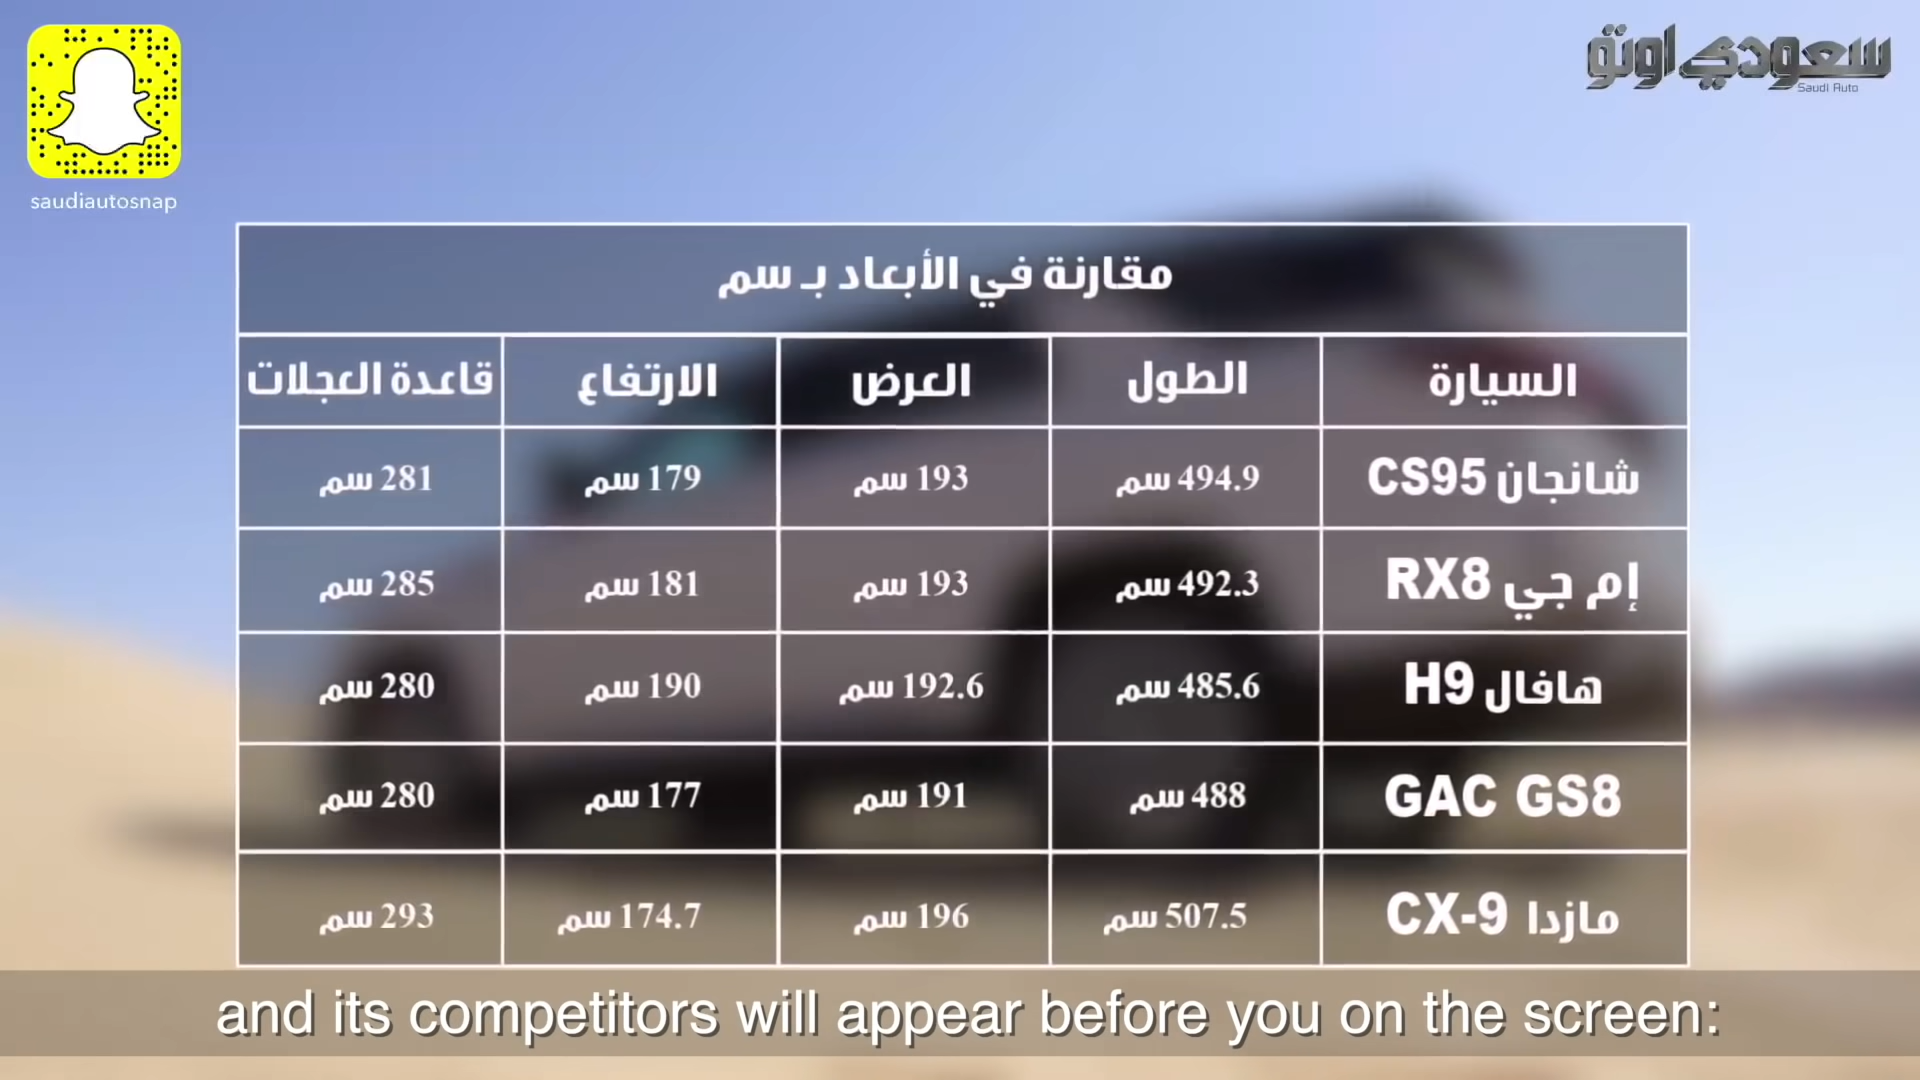 سعودي اوتو
Saudi Auto
saudiautosnap
مقارنة في الأبعاد بـ سم
السيارة الطول العرض الارتفاع قاعدة العجلات
شانجان CS95 494.9 سم 193 سم 179 سم 281 سم
إم جي RX8 492.3 سم 193 سم 181 سم 285 سم
هافال H9 485.6 سم 192.6 سم 190 سم 280 سم
GAC GS8 488 سم 191 سم 177 سم 280 سم
مازدا CX-9 507.5 سم 196 سم 174.7 سم 293 سم
and its competitors will appear before you on the screen: